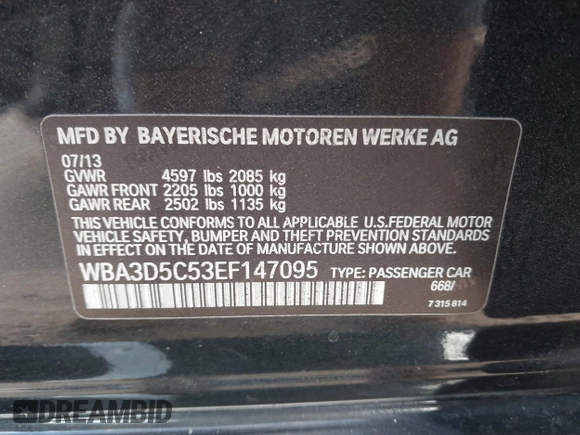 MFD BY BAYERISCHE MOTOREN WERKE AG
07/13
GVWR 4597 lbs 2085 kg
GAWR FRONT 2205 lbs 1000 kg
GAWR REAR 2502 lbs 1135 kg
THIS VEHICLE CONFORMS TO ALL APPLICABLE U.S.FEDERAL MOTOR
VEHICLE SAFETY, BUMPER AND THEFT PREVENTION STANDARDS
IN EFFECT ON THE DATE OF MANUFACTURE SHOWN ABOVE.
WBA3D5C53EF147095 TYPE: PASSENGER CAR
668/
7 315 814
DREAMBID